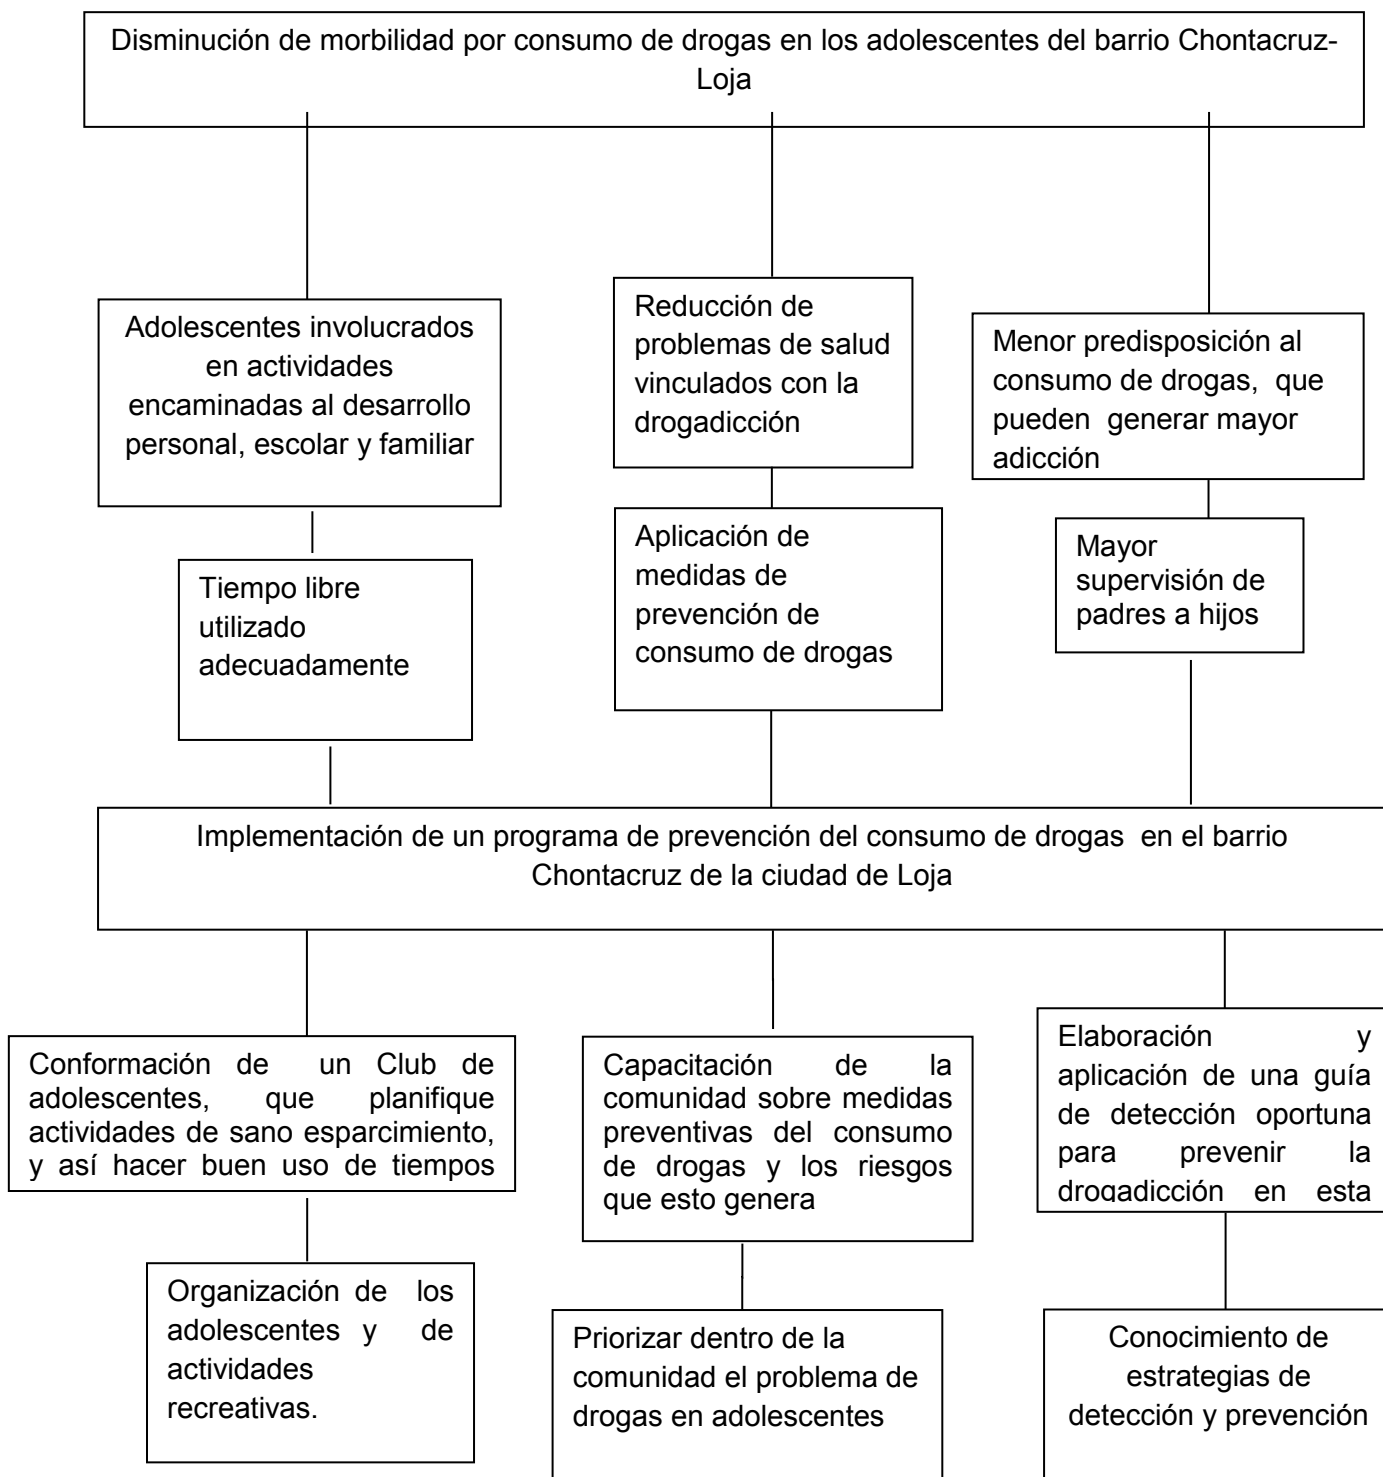 Disminución de morbilidad por consumo de drogas en los adolescentes del barrio Chontacruz-
Loja
Adolescentes involucrados
en actividades
encaminadas al desarrollo
personal, escolar y familiar
Reducción de
problemas de salud
vinculados con la
drogadicción
Menor predisposición al
consumo de drogas, que
pueden generar mayor
adicción
Tiempo libre
utilizado
adecuadamente
Aplicación de
medidas de
prevención de
consumo de drogas
Mayor
supervisión de
padres a hijos
Implementación de un programa de prevención del consumo de drogas en el barrio
Chontacruz de la ciudad de Loja
Conformación de un Club de
adolescentes, que planifique
actividades de sano esparcimiento,
y así hacer buen uso de tiempos
Capacitación de la
comunidad sobre medidas
preventivas del consumo
de drogas y los riesgos
que esto genera
Elaboración y
aplicación de una guía
de detección oportuna
para prevenir la
drogadicción en esta
Organización de los
adolescentes y de
actividades
recreativas.
Priorizar dentro de la
comunidad el problema de
drogas en adolescentes
Conocimiento de
estrategias de
detección y prevención